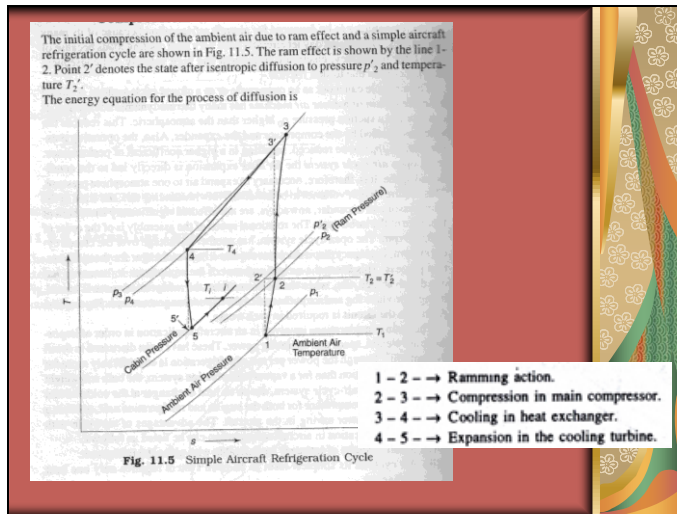 The initial compression of the ambient air due to ram effect and a simple aircraft
refrigeration cycle are shown in Fig. 11.5. The ram effect is shown by the line 1-
2. Point 2' denotes the state after isentropic diffusion to pressure p'₂ and tempera-
ture T₂'.
The energy equation for the process of diffusion is
3
3'
p'₂ (Ram Pressure)
p₂
4
T₄
2'
2
T₂=T₂'
p₃
p₄
Tᵢ
i
p₁
T
5'
5
1
T₁
Ambient Air
Temperature
Cabin Pressure
Ambient Air Pressure
s
Fig. 11.5 Simple Aircraft Refrigeration Cycle
1 – 2 – → Ramming action.
2 – 3 – → Compression in main compressor.
3 – 4 – → Cooling in heat exchanger.
4 – 5 – → Expansion in the cooling turbine.